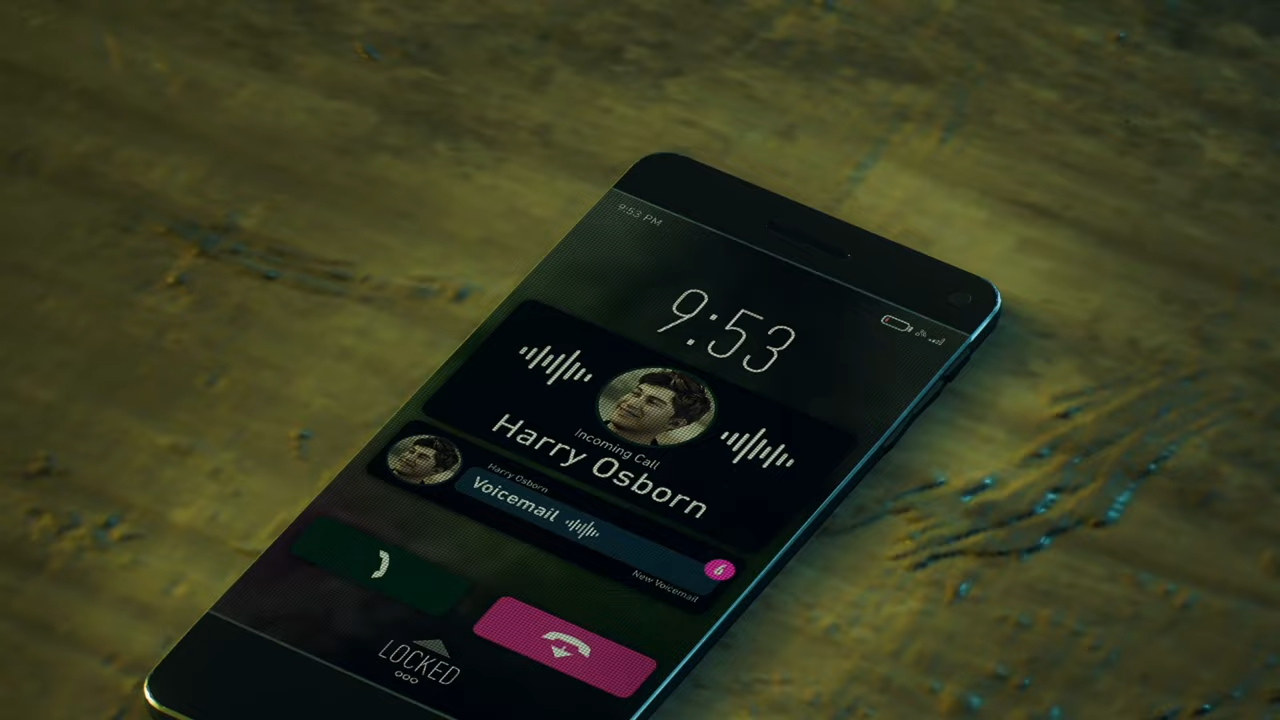 9:53 PM
9:53
Incoming Call
Harry Osborn
Harry Osborn
Voicemail
6
New Voicemail
LOCKED